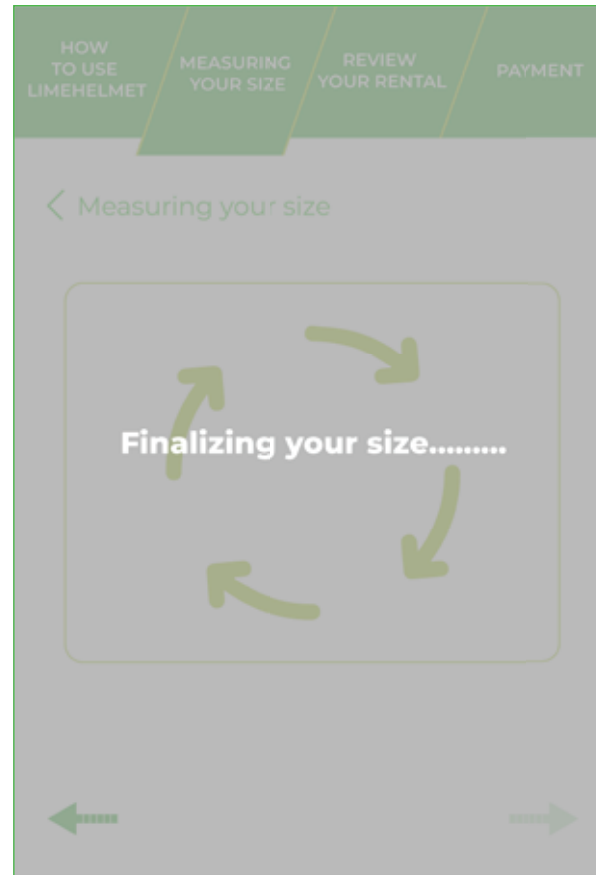 HOW
TO USE
LIMEHELMET
MEASURING
YOUR SIZE
REVIEW
YOUR RENTAL
PAYMENT
Measuring your size
Finalizing your size.........